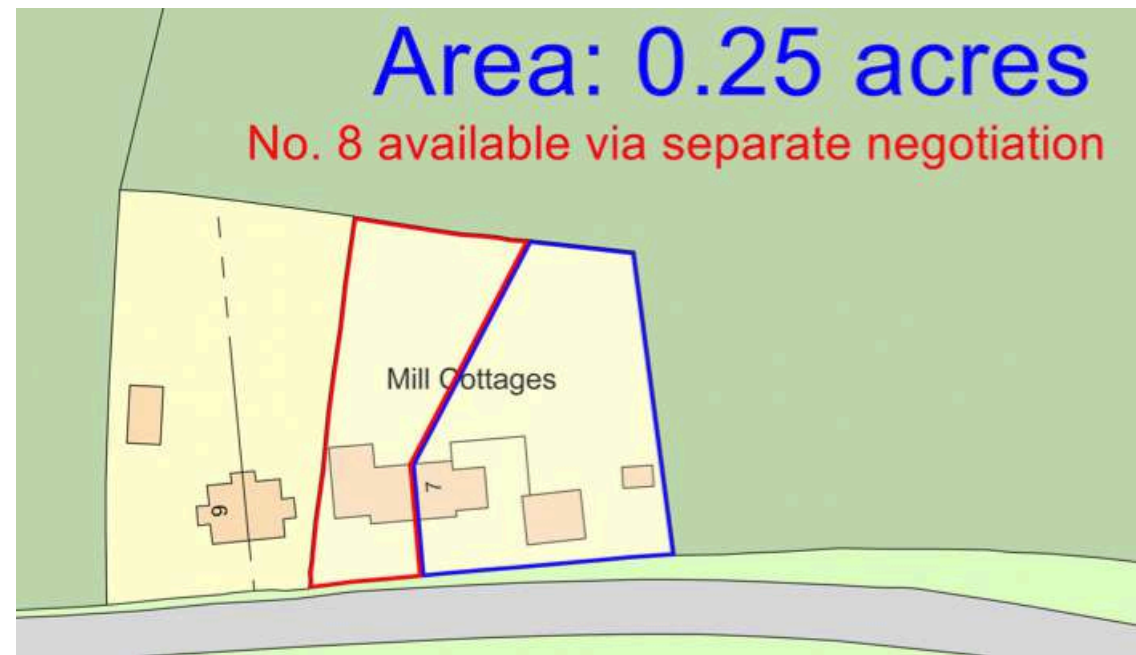 Area: 0.25 acres
No. 8 available via separate negotiation
Mill Cottages
7
9